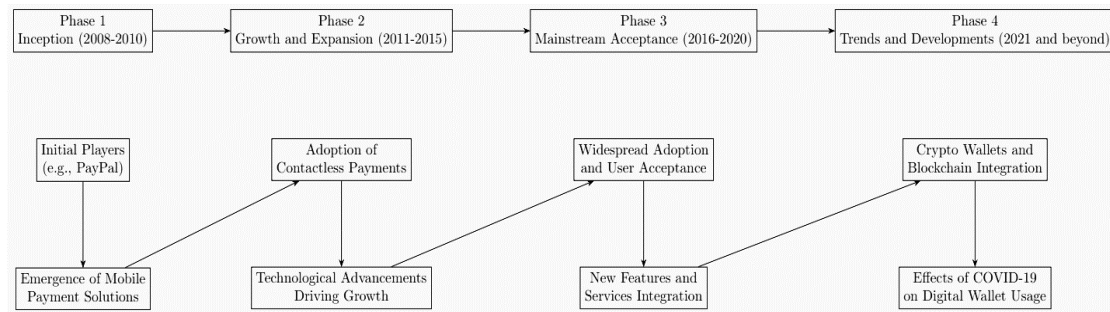 Phase 1
Inception (2008-2010)
Phase 2
Growth and Expansion (2011-2015)
Phase 3
Mainstream Acceptance (2016-2020)
Phase 4
Trends and Developments (2021 and beyond)
Initial Players
(e.g., PayPal)
Adoption of
Contactless Payments
Widespread Adoption
and User Acceptance
Crypto Wallets and
Blockchain Integration
Emergence of Mobile
Payment Solutions
Technological Advancements
Driving Growth
New Features and
Services Integration
Effects of COVID-19
on Digital Wallet Usage